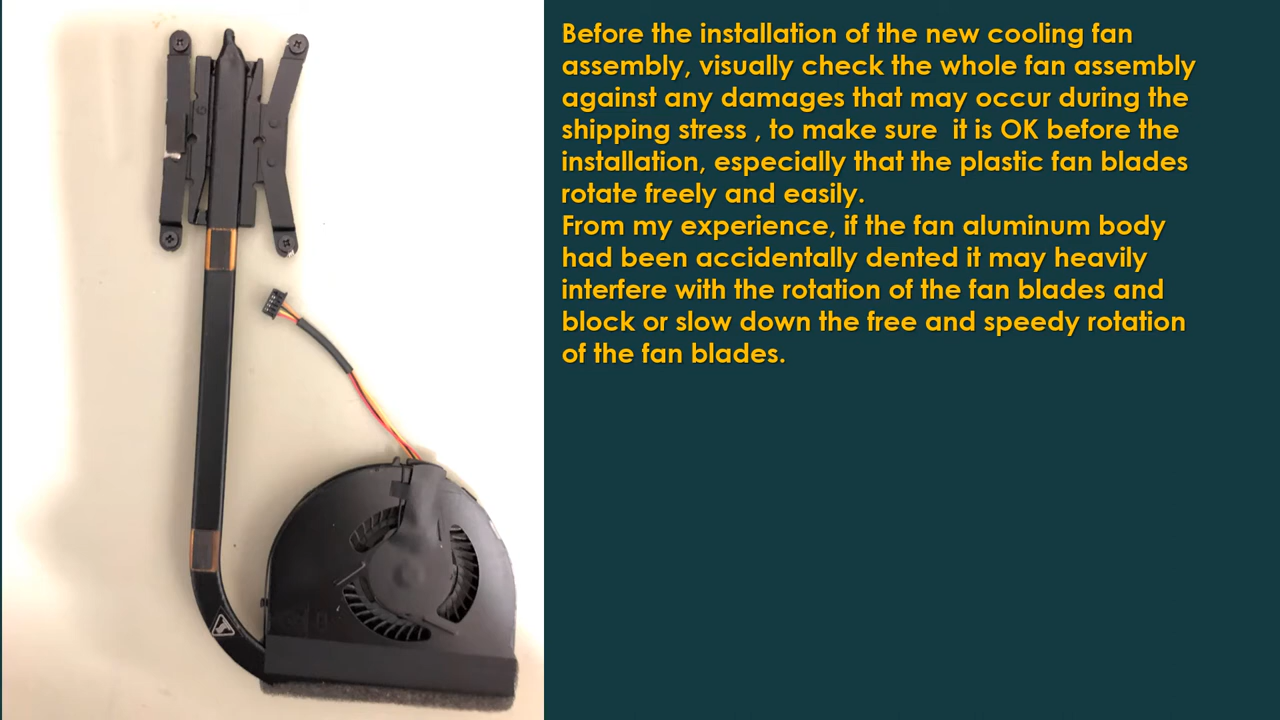 Before the installation of the new cooling fan
assembly, visually check the whole fan assembly
against any damages that may occur during the
shipping stress , to make sure  it is OK before the
installation, especially that the plastic fan blades
rotate freely and easily.
From my experience, if the fan aluminum body
had been accidentally dented it may heavily
interfere with the rotation of the fan blades and
block or slow down the free and speedy rotation
of the fan blades.